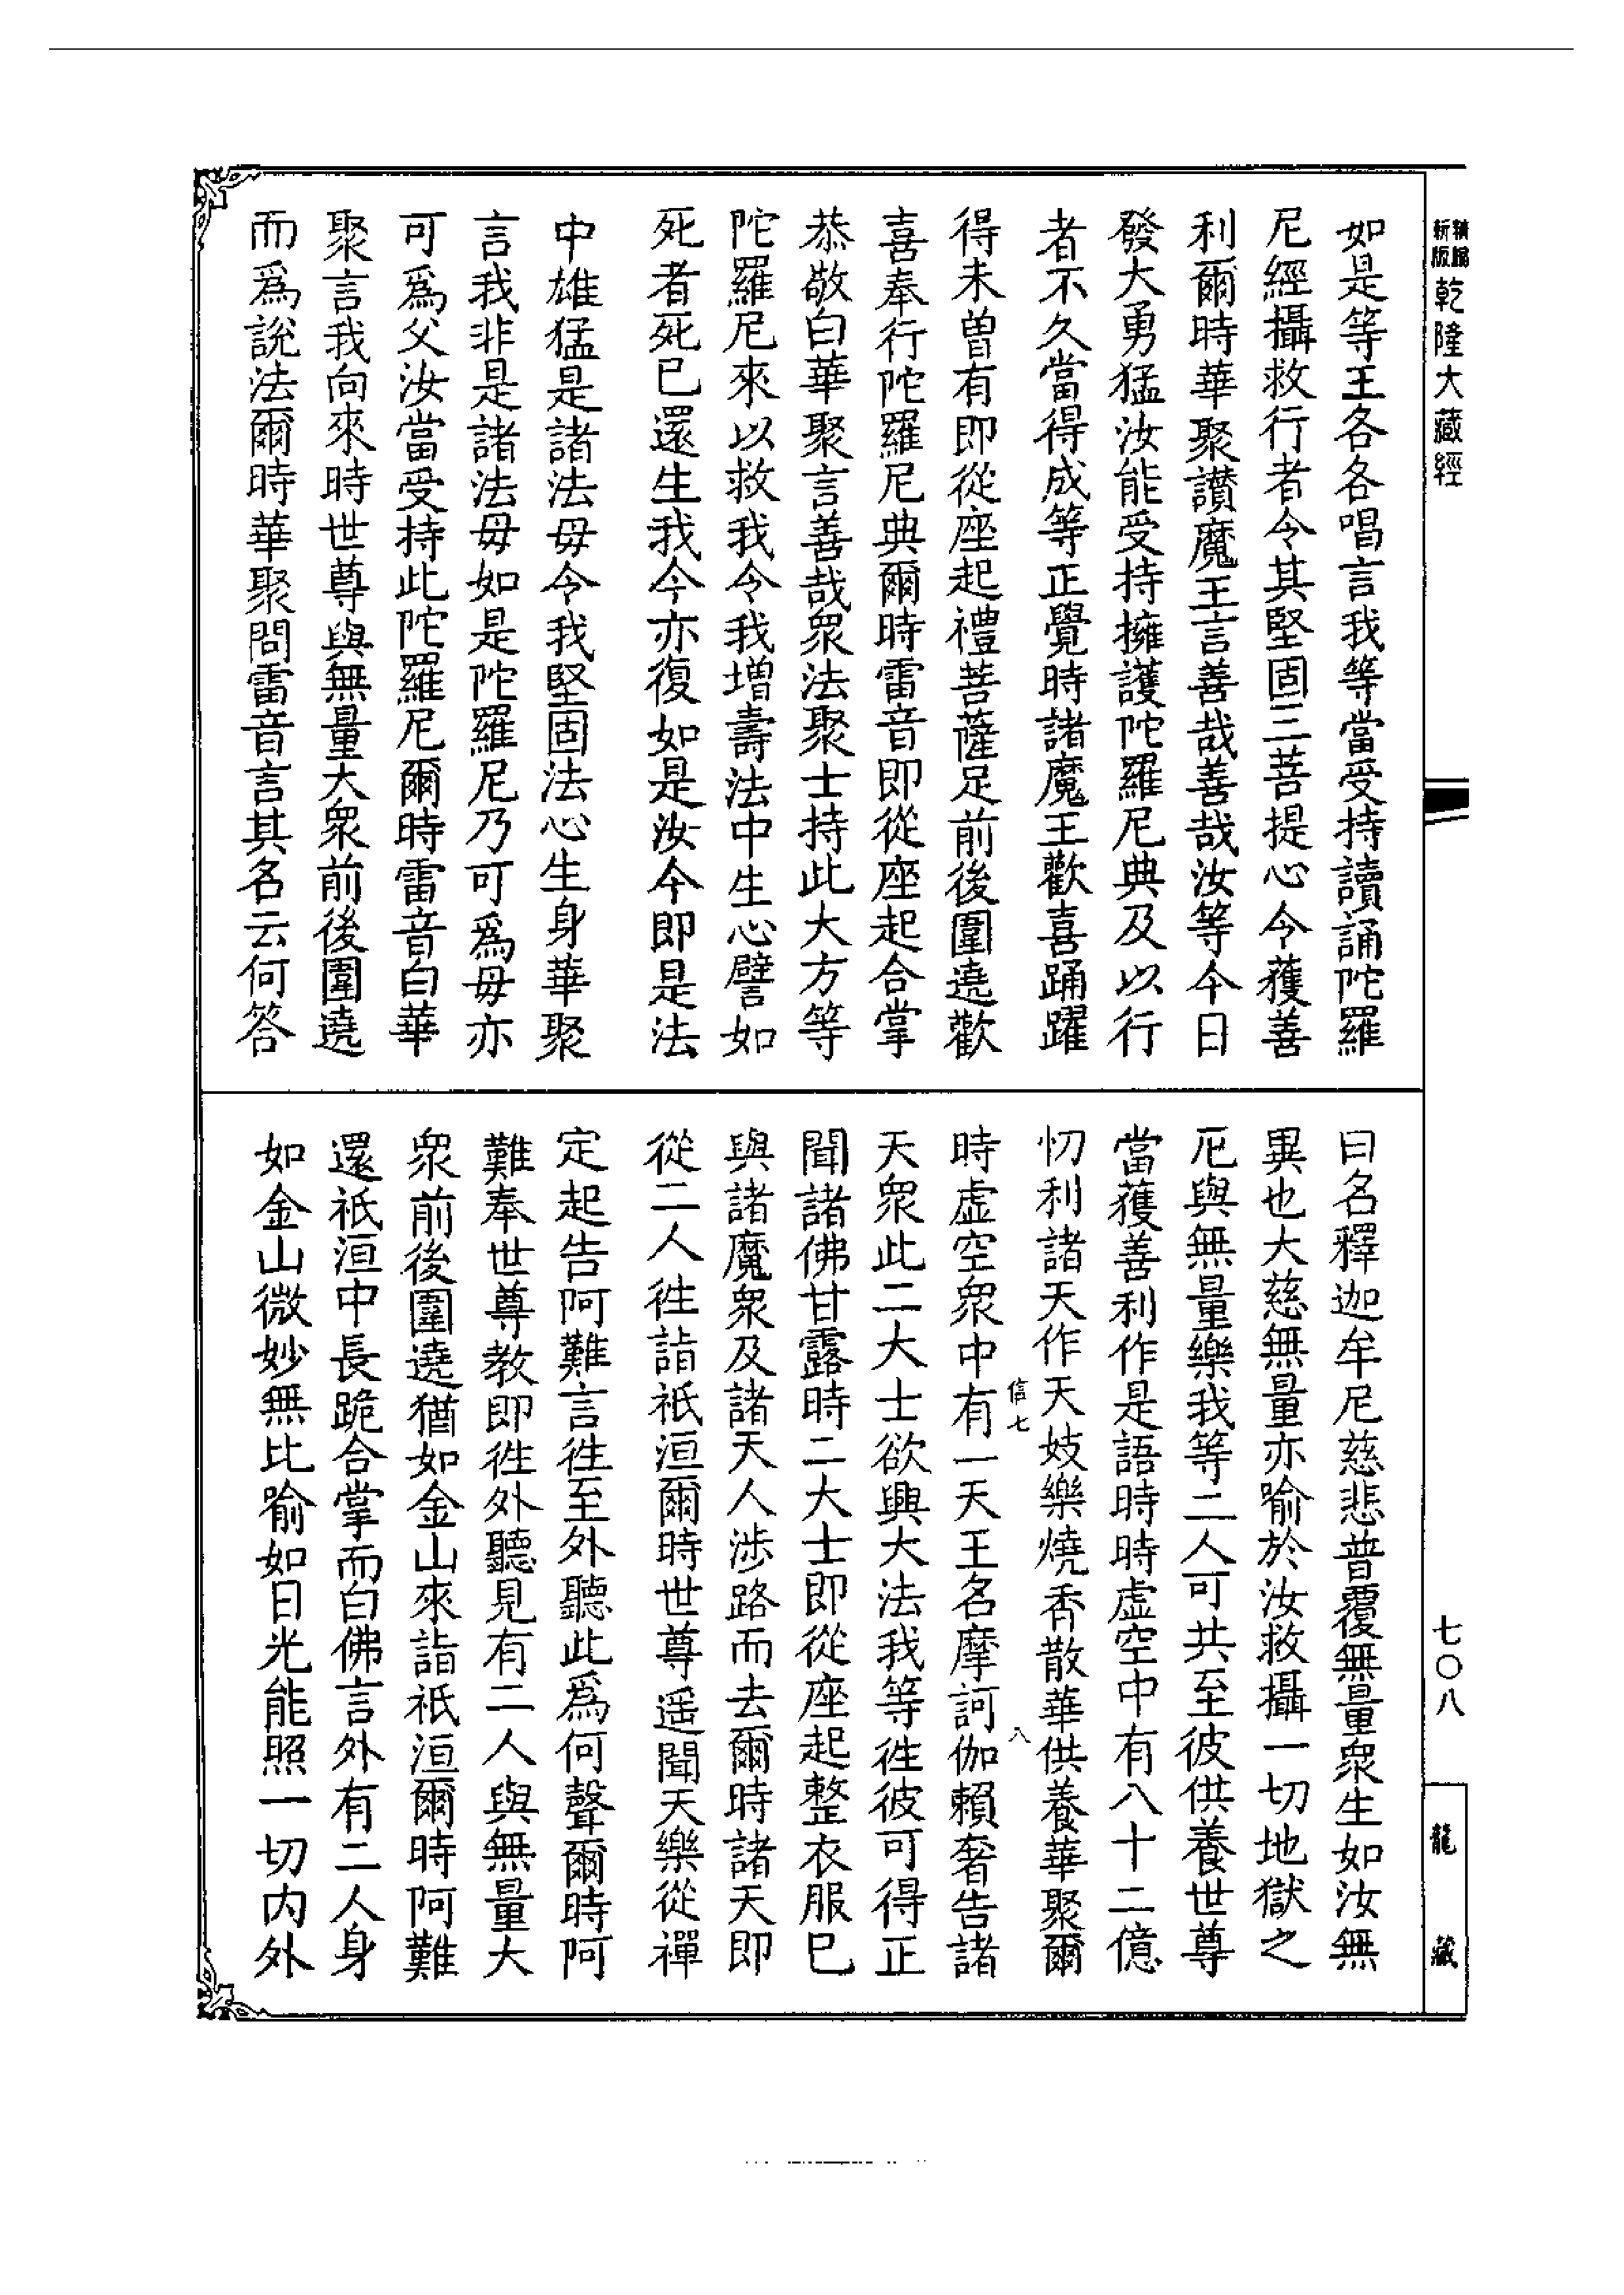 新版
乾隆大藏經
如是等王各各唱言我等當受持讀誦陀羅
尼經攝救行者令其堅固三菩提心今獲善
利爾時華聚讃魔王言善哉善哉汝等今日
發大勇猛汝能受持擁護陀羅尼典及以行
者不久當得成等正覺時諸魔王歡喜踊躍
得未曾有即從座起禮菩薩足前後圍遶歡
喜奉行陀羅尼典爾時雷音即從座起合掌
恭敬白華聚言善哉衆法聚士持此大方等
陀羅尼來以救我令我增壽法中生心譬如
死者死已還生我今亦復如是汝今即是法
中雄猛是諸法母令我堅固法心生身華聚
言我非是諸法母如是陀羅尼乃可爲母亦
可爲父汝當受持此陀羅尼爾時雷音白華
聚言我向來時世尊與無量大衆前後圍遶
而爲說法爾時華聚問雷音言其名云何答
曰名釋迦牟尼慈悲普覆無量衆生如汝無
異也大慈無量亦喻於汝救攝一切地獄之
厄與無量樂我等二人可共至彼供養世尊
當獲善利作是語時時虛空中有八十二億
忉利諸天作天妓樂燒香散華供養華聚爾
信七
八
時虛空衆中有一天王名摩訶伽賴奢告諸
天衆此二大士欲興大法我等徃彼可得正
聞諸佛甘露時二大士即從座起整衣服已
與諸魔衆及諸天人涉路而去爾時諸天即
從二人徃詣祇洹爾時世尊遥聞天樂從禪
定起告阿難言徃至外聽此爲何聲爾時阿
難奉世尊教即徃外聽見有二人與無量大
衆前後圍遶猶如金山來詣祇洹爾時阿難
還祇洹中長跪合掌而白佛言外有二人身
如金山微妙無比喻如日光能照一切内外
七〇八
龍藏